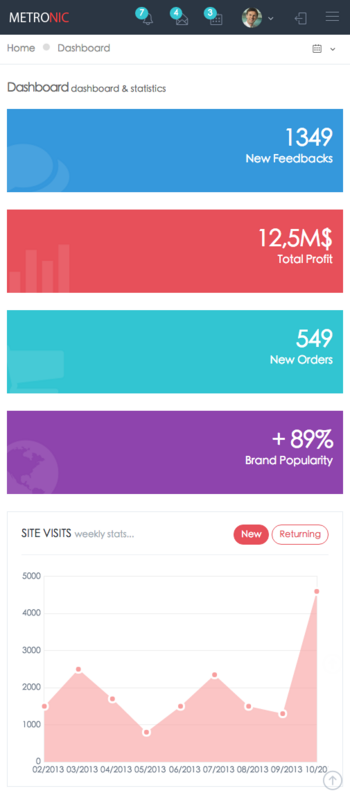 METRONIC 7 4 3
Home Dashboard
Dashboard dashboard & statistics
1349
New Feedbacks
12,5M$
Total Profit
549
New Orders
+ 89%
Brand Popularity
SITE VISITS weekly stats... New Returning
5000
4000
3000
2000
1000
0
02/2013 03/2013 04/2013 05/2013 06/2013 07/2013 08/2013 09/2013 10/20